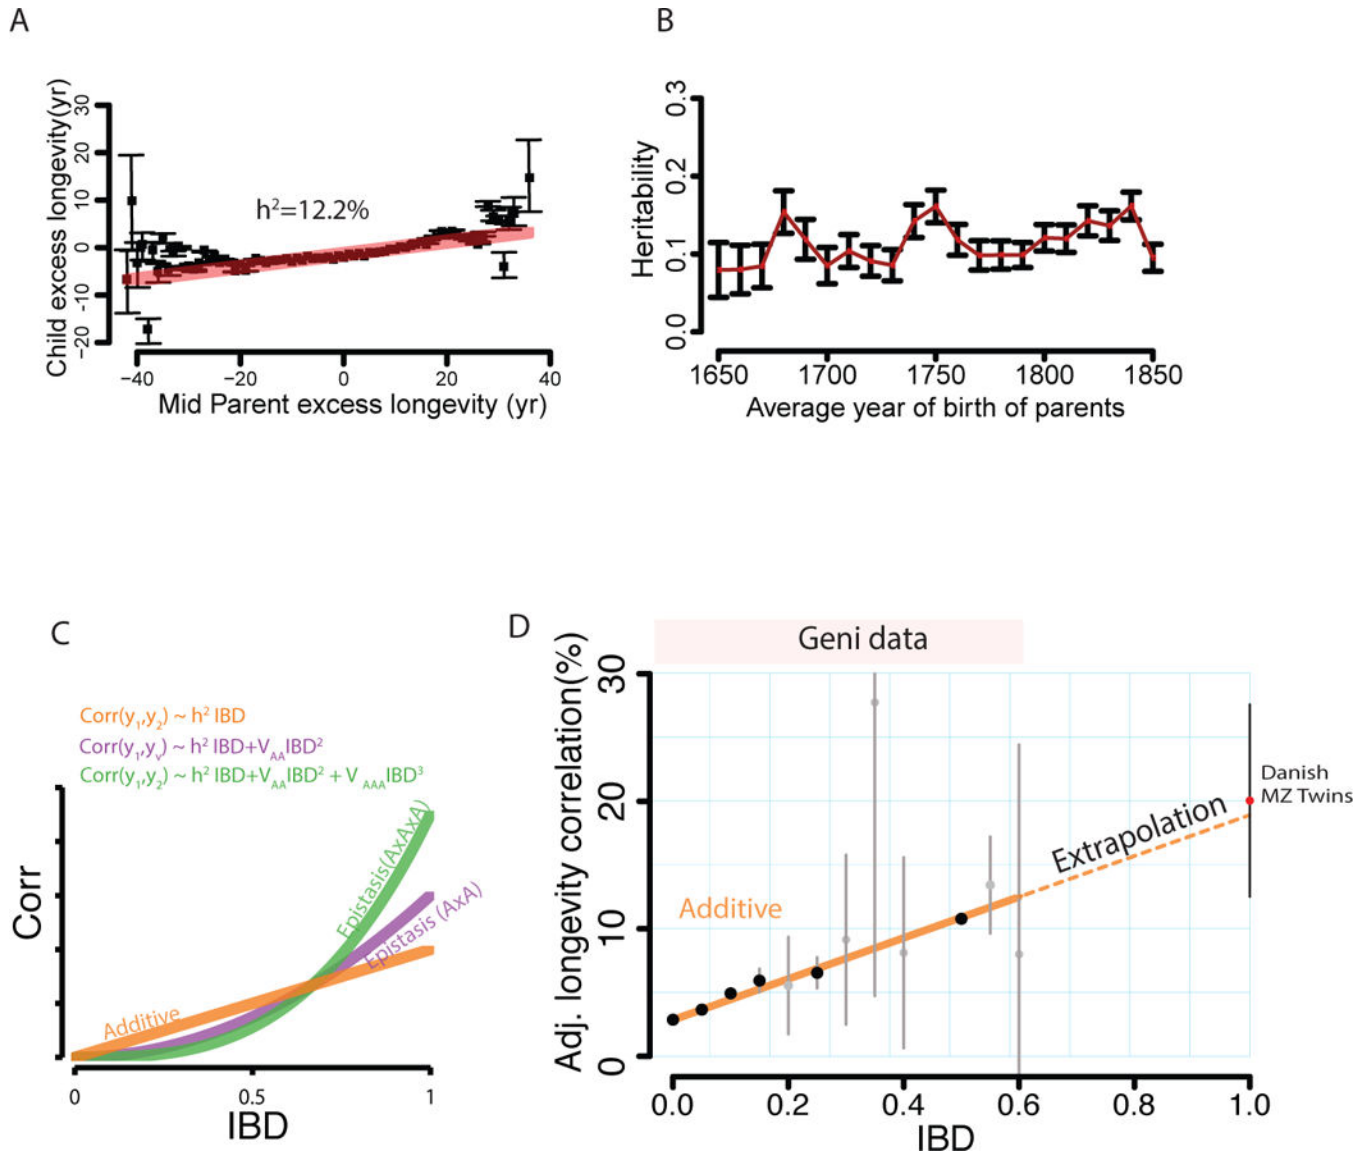 A
Child excess longevity(yr)
30
20
10
0
−10
−20
h²=12.2%
−40
−20
0
20
40
Mid Parent excess longevity (yr)
B
Heritability
0.3
0.2
0.1
0.0
1650
1700
1750
1800
1850
Average year of birth of parents
C
Corr(y₁,y₂) ~ h² IBD
Corr(y₁,yᵥ) ~ h² IBD+V_AA IBD²
Corr(y₁,y₂) ~ h² IBD+V_AA IBD² + V_AAA IBD³
Corr
Epistasis(AxAxA)
Epistasis (AxA)
Additive
0
0.5
1
IBD
D
Geni data
Adj. longevity correlation(%)
30
20
10
0
Additive
Extrapolation
Danish
MZ Twins
0.0
0.2
0.4
0.6
0.8
1.0
IBD